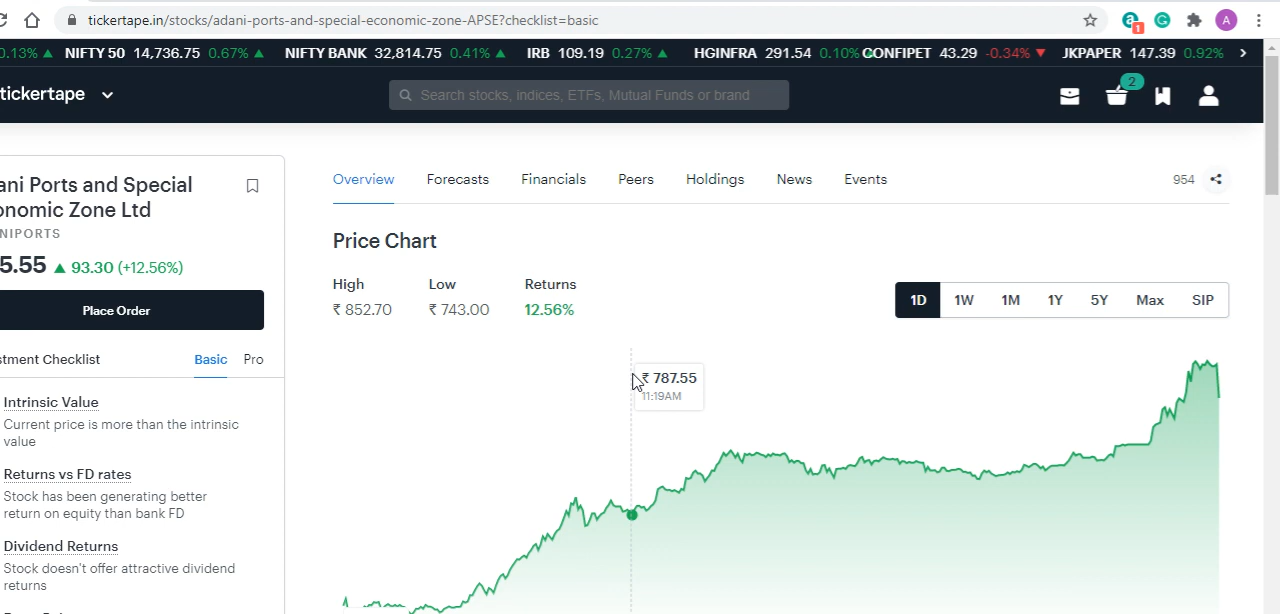 tickertape.in/stocks/adani-ports-and-special-economic-zone-APSE?checklist=basic
1
A
0.13% ▲ NIFTY 50 14,736.75 0.67% ▲ NIFTY BANK 32,814.75 0.41% ▲ IRB 109.19 0.27% ▲ HGINFRA 291.54 0.10% GCONFIPET 43.29 -0.34% ▼ JKPAPER 147.39 0.92%
tickertape
Search stocks, indices, ETFs, Mutual Funds or brand
2
ani Ports and Special
onomic Zone Ltd
NIPORTS
5.55 ▲ 93.30 (+12.56%)
Place Order
stment Checklist Basic Pro
Intrinsic Value
Current price is more than the intrinsic
value
Returns vs FD rates
Stock has been generating better
return on equity than bank FD
Dividend Returns
Stock doesn't offer attractive dividend
returns
Overview Forecasts Financials Peers Holdings News Events 954
Price Chart
High Low Returns
₹ 852.70 ₹ 743.00 12.56%
1D 1W 1M 1Y 5Y Max SIP
₹ 787.55
11:19AM